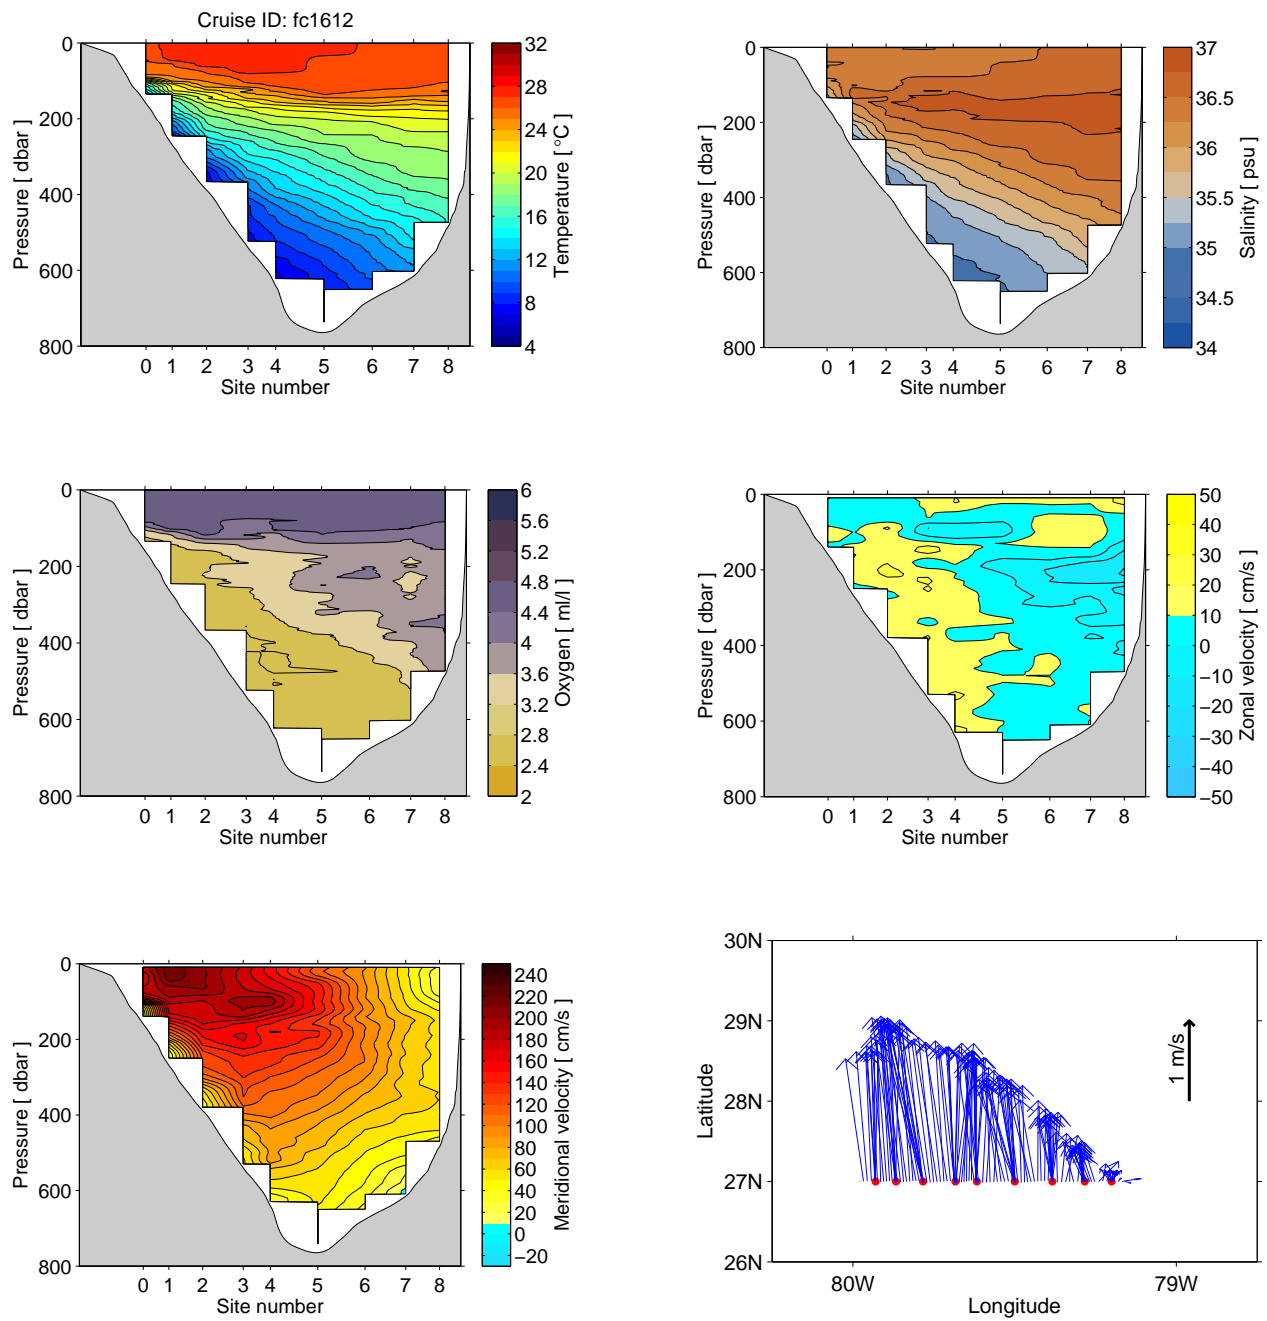 Cruise ID: fc1612
0
200
400
600
800
Pressure [ dbar ]
0 1 2 3 4 5 6 7 8
Site number
32
28
24
20
16
12
8
4
Temperature [ °C ]
0
200
400
600
800
Pressure [ dbar ]
0 1 2 3 4 5 6 7 8
Site number
37
36.5
36
35.5
35
34.5
34
Salinity [ psu ]
0
200
400
600
800
Pressure [ dbar ]
0 1 2 3 4 5 6 7 8
Site number
6
5.6
5.2
4.8
4.4
4
3.6
3.2
2.8
2.4
2
Oxygen [ ml/l ]
0
200
400
600
800
Pressure [ dbar ]
0 1 2 3 4 5 6 7 8
Site number
50
40
30
20
10
0
−10
−20
−30
−40
−50
Zonal velocity [ cm/s ]
0
200
400
600
800
Pressure [ dbar ]
0 1 2 3 4 5 6 7 8
Site number
240
220
200
180
160
140
120
100
80
60
40
20
0
−20
Meridional velocity [ cm/s ]
30N
29N
28N
27N
26N
Latitude
1 m/s
80W 79W
Longitude